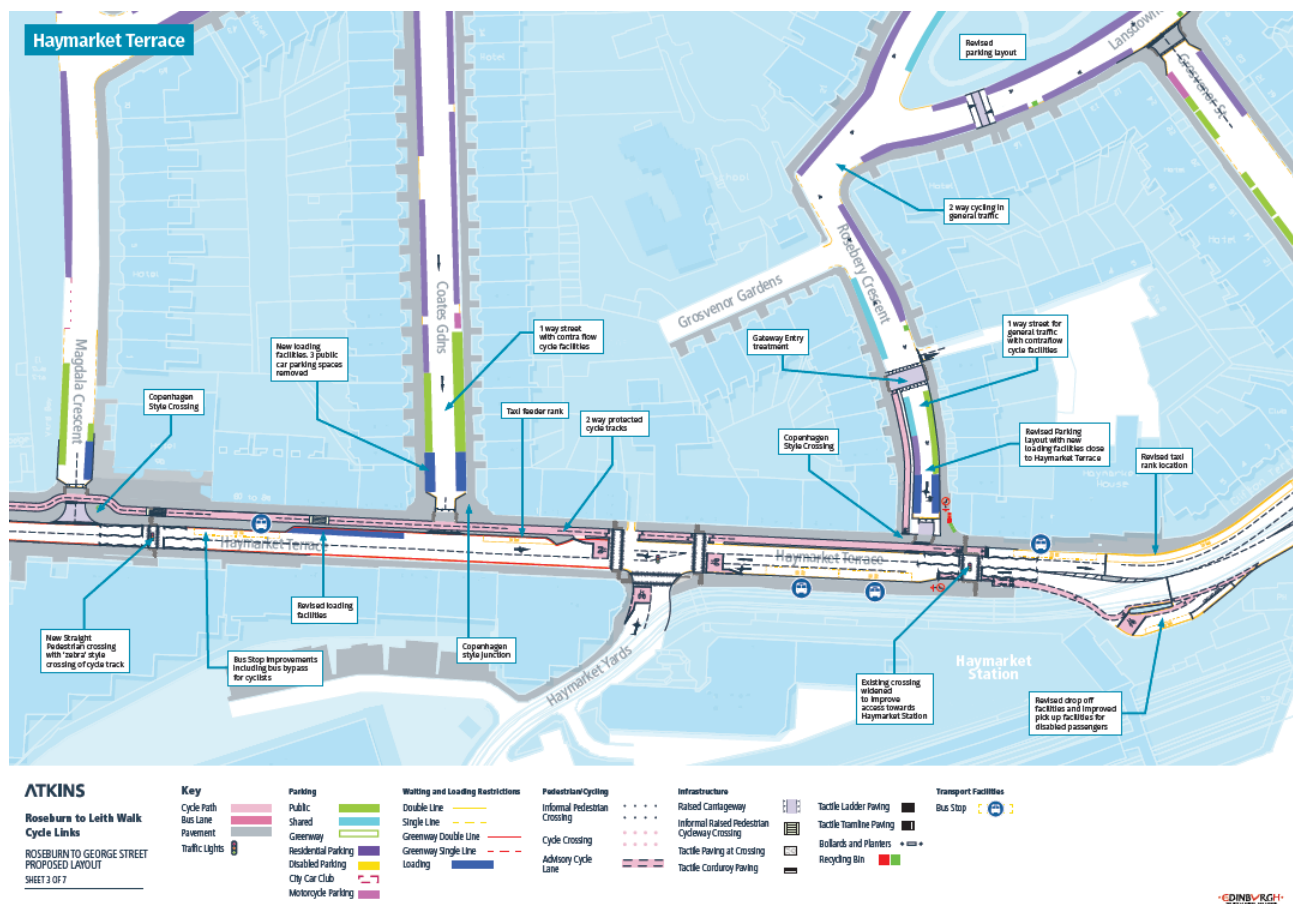 Haymarket Terrace
Hotel
Revised
parking layout
Lansdowne
Grosvenor St
School
Hotel
2 way cycling in
general traffic
Hotel
Hotel
Rosebery Crescent
Grosvenor Gardens
Coates Gdns
Magdala Crescent
New loading
facilities. 3 public
car parking spaces
removed
1 way street
with contra flow
cycle facilities
Gateway Entry
treatment
1 way street for
general traffic
with contraflow
cycle facilities
Copenhagen
Style Crossing
Taxi feeder rank
2 way protected
cycle tracks
Copenhagen
Style Crossing
Revised Parking
layout with new
loading facilities close
to Haymarket Terrace
Revised taxi
rank location
Haymarket
House
Haymarket Terrace
Haymarket Terrace
New Straight
Pedestrian crossing
with 'zebra' style
crossing of cycle track
Bus Stop Improvements
including bus bypass
for cyclists
Revised loading
facilities
Copenhagen
style junction
Haymarket Yards
Existing crossing
widened
to improve
access towards
Haymarket Station
Haymarket
Station
Revised drop off
facilities and improved
pick up facilities for
disabled passengers
ATKINS
Roseburn to Leith Walk
Cycle Links
ROSEBURN TO GEORGE STREET
PROPOSED LAYOUT
SHEET 3 OF 7
Key
Cycle Path
Bus Lane
Pavement
Traffic Lights
Parking
Public
Shared
Greenway
Residential Parking
Disabled Parking
City Car Club
Motorcycle Parking
Waiting and Loading Restrictions
Double Line
Single Line
Greenway Double Line
Greenway Single Line
Loading
Pedestrian/Cycling
Informal Pedestrian
Crossing
Cycle Crossing
Advisory Cycle
Lane
Infrastructure
Raised Carriageway
Informal Raised Pedestrian
Cycleway Crossing
Tactile Paving at Crossing
Tactile Corduroy Paving
Tactile Ladder Paving
Tactile Tramline Paving
Bollards and Planters
Recycling Bin
Transport Facilities
Bus Stop
EDINBURGH